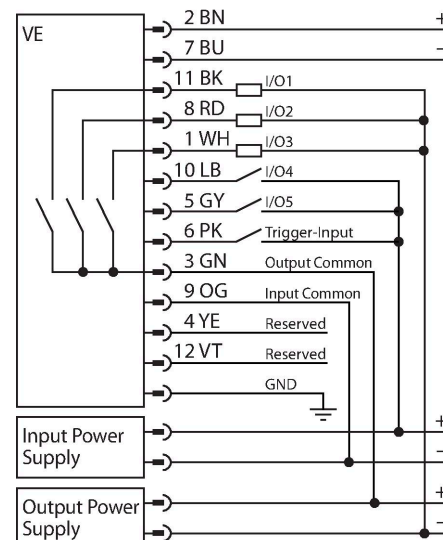 VE
2 BN
+
7 BU
−
11 BK I/O1
8 RD I/O2
1 WH I/O3
10 LB I/O4
5 GY I/O5
6 PK Trigger-Input
3 GN Output Common
9 OG Input Common
4 YE Reserved
12 VT Reserved
GND
Input Power
Supply
+
−
Output Power
Supply
+
−